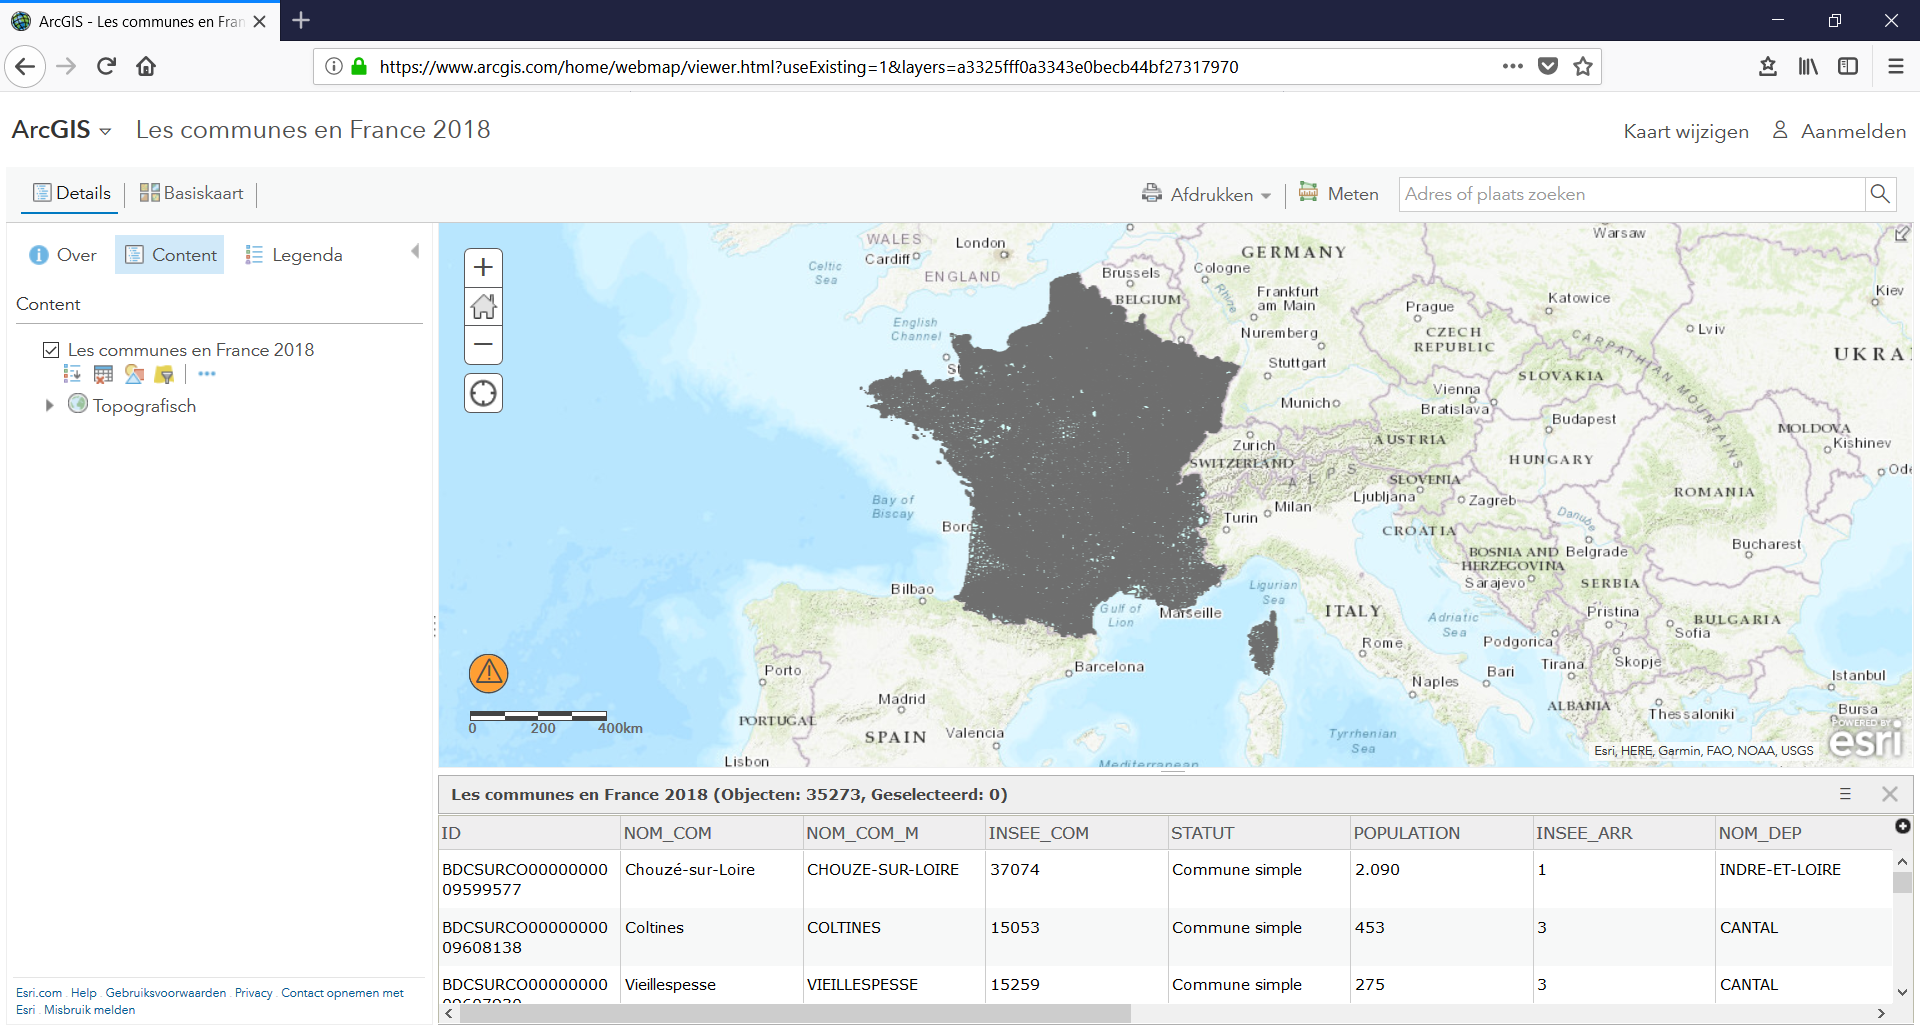 ArcGIS - Les communes en Fran
https://www.arcgis.com/home/webmap/viewer.html?useExisting=1&layers=a3325fff0a3343e0becb44bf27317970
ArcGIS
Les communes en France 2018
Kaart wijzigen
Aanmelden
Details
Basiskaart
Afdrukken
Meten
Adres of plaats zoeken
Over
Content
Legenda
Content
Les communes en France 2018
Topografisch
WALES
London
Cardiff
ENGLAND
Celtic
Sea
English
Channel
Brussels
BELGIUM
Cologne
Rhine
GERMANY
Frankfurt
am Main
Nuremberg
Stuttgart
Munich
Warsaw
Prague
CZECH
REPUBLIC
Katowice
Kiev
Lviv
UKRA
CARPATHIAN MOUNTAINS
SLOVAKIA
Vienna
Bratislava
Budapest
MOLDOVA
Kishinev
Ode
Zurich
SWITZERLAND
AUSTRIA
ALPS
HUNGARY
SLOVENIA
Ljubljana
Zagreb
ROMANIA
Bay of
Biscay
Bord
Turin
Milan
CROATIA
Danube
BOSNIA AND
HERZEGOVINA
Belgrade
Bucharest
Sarajevo
SERBIA
Bilbao
Gulf of
Lion
Marseille
Ligurian
Sea
ITALY
Adriatic
Sea
Pristina
Sofia
BULGARIA
Podgorica
Rome
Porto
Barcelona
Bari
Tirana
Skopje
Istanbul
Madrid
Naples
ALBANIA
Thessaloniki
Bursa
PORTUGAL
SPAIN
Valencia
Tyrrhenian
Sea
Lisbon
Mediterranean
0 200 400km
POWERED BY
esri
Esri, HERE, Garmin, FAO, NOAA, USGS
Les communes en France 2018 (Objecten: 35273, Geselecteerd: 0)
ID NOM_COM NOM_COM_M INSEE_COM STATUT POPULATION INSEE_ARR NOM_DEP
BDCSURCO00000000 Chouzé-sur-Loire CHOUZE-SUR-LOIRE 37074 Commune simple 2.090 1 INDRE-ET-LOIRE
09599577
BDCSURCO00000000 Coltines COLTINES 15053 Commune simple 453 3 CANTAL
09608138
BDCSURCO00000000 Vieillespesse VIEILLESPESSE 15259 Commune simple 275 3 CANTAL
Esri.com . Help . Gebruiksvoorwaarden . Privacy . Contact opnemen met
Esri . Misbruik melden